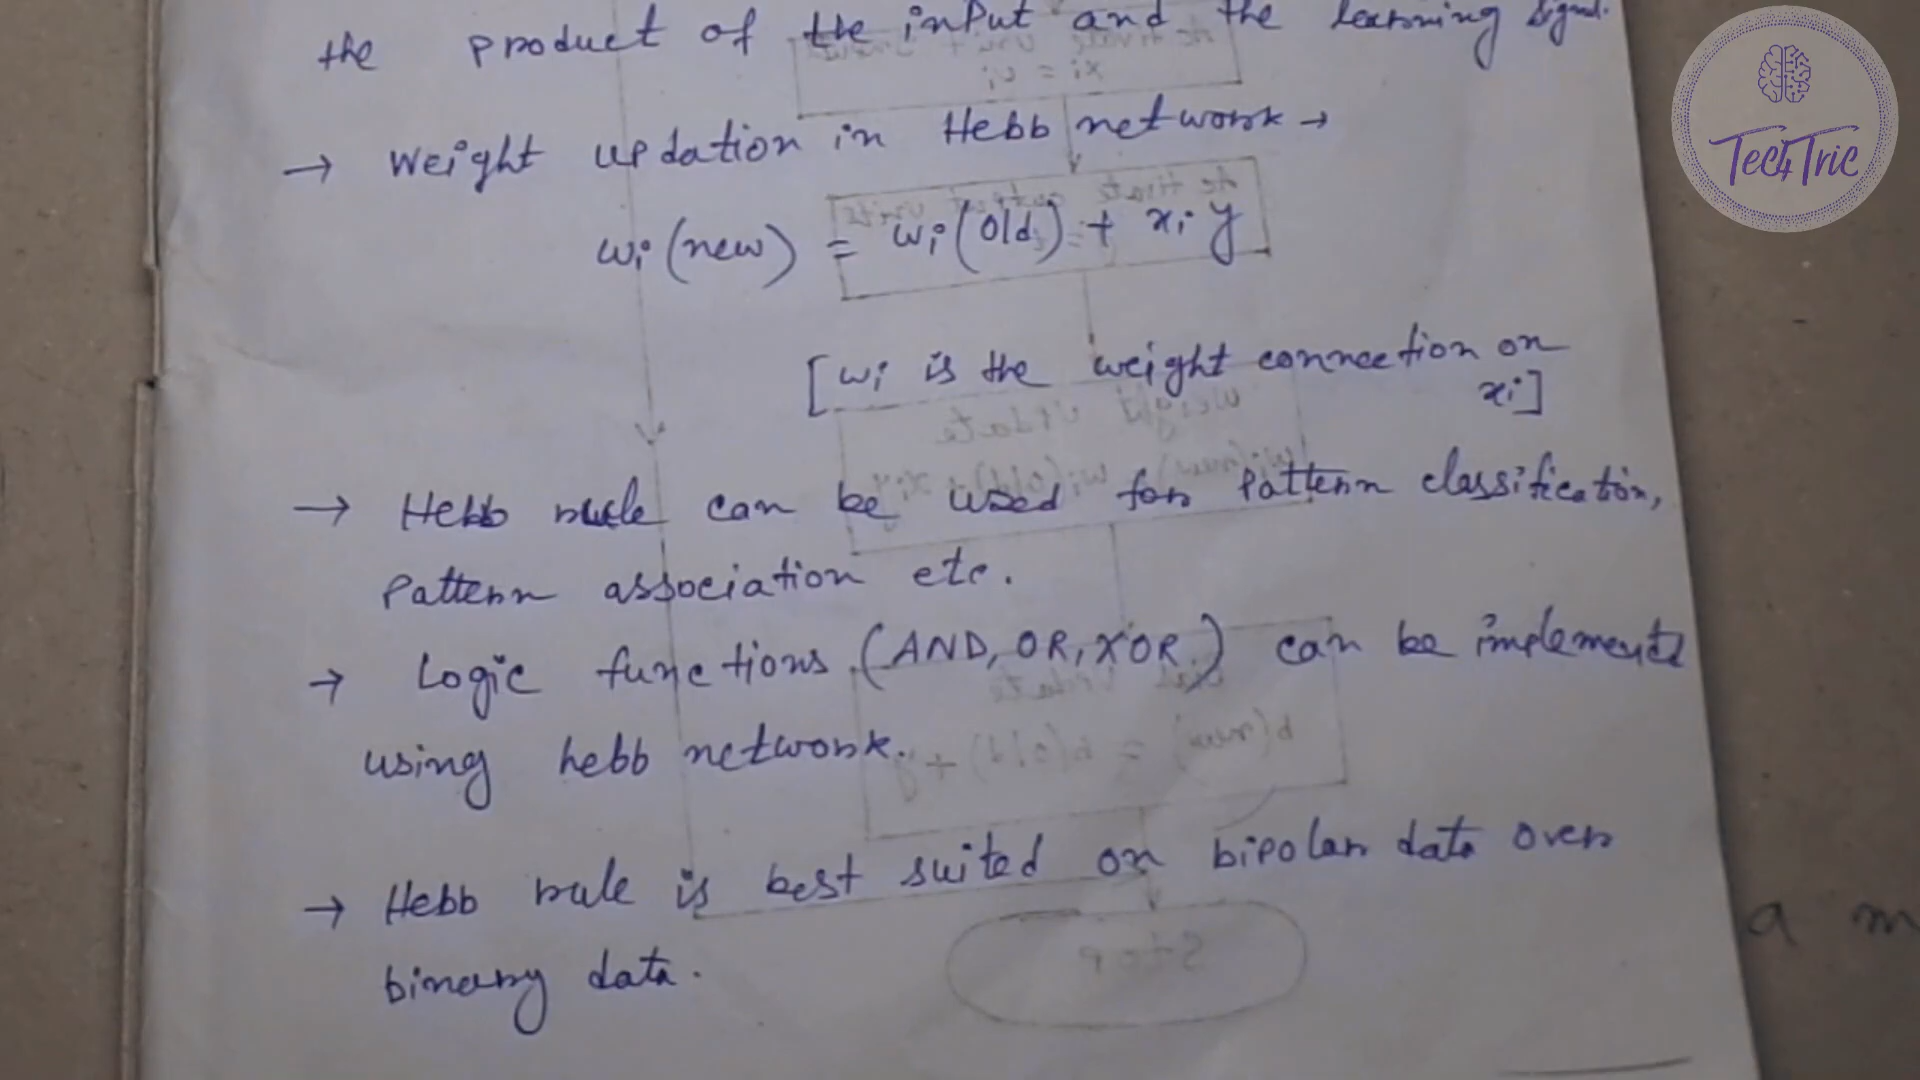 the product of the input and the learning signal.
→ Weight updation in Hebb network →
wi (new) = wi (old) + xi y
[wi is the weight connection on
xi]
→ Hebb rule can be used for Pattern classification,
Pattern association etc.
→ Logic functions (AND, OR, XOR) can be implemented
using hebb network.
→ Hebb rule is best suited on bipolar data over
binary data.
a m
TecHTric